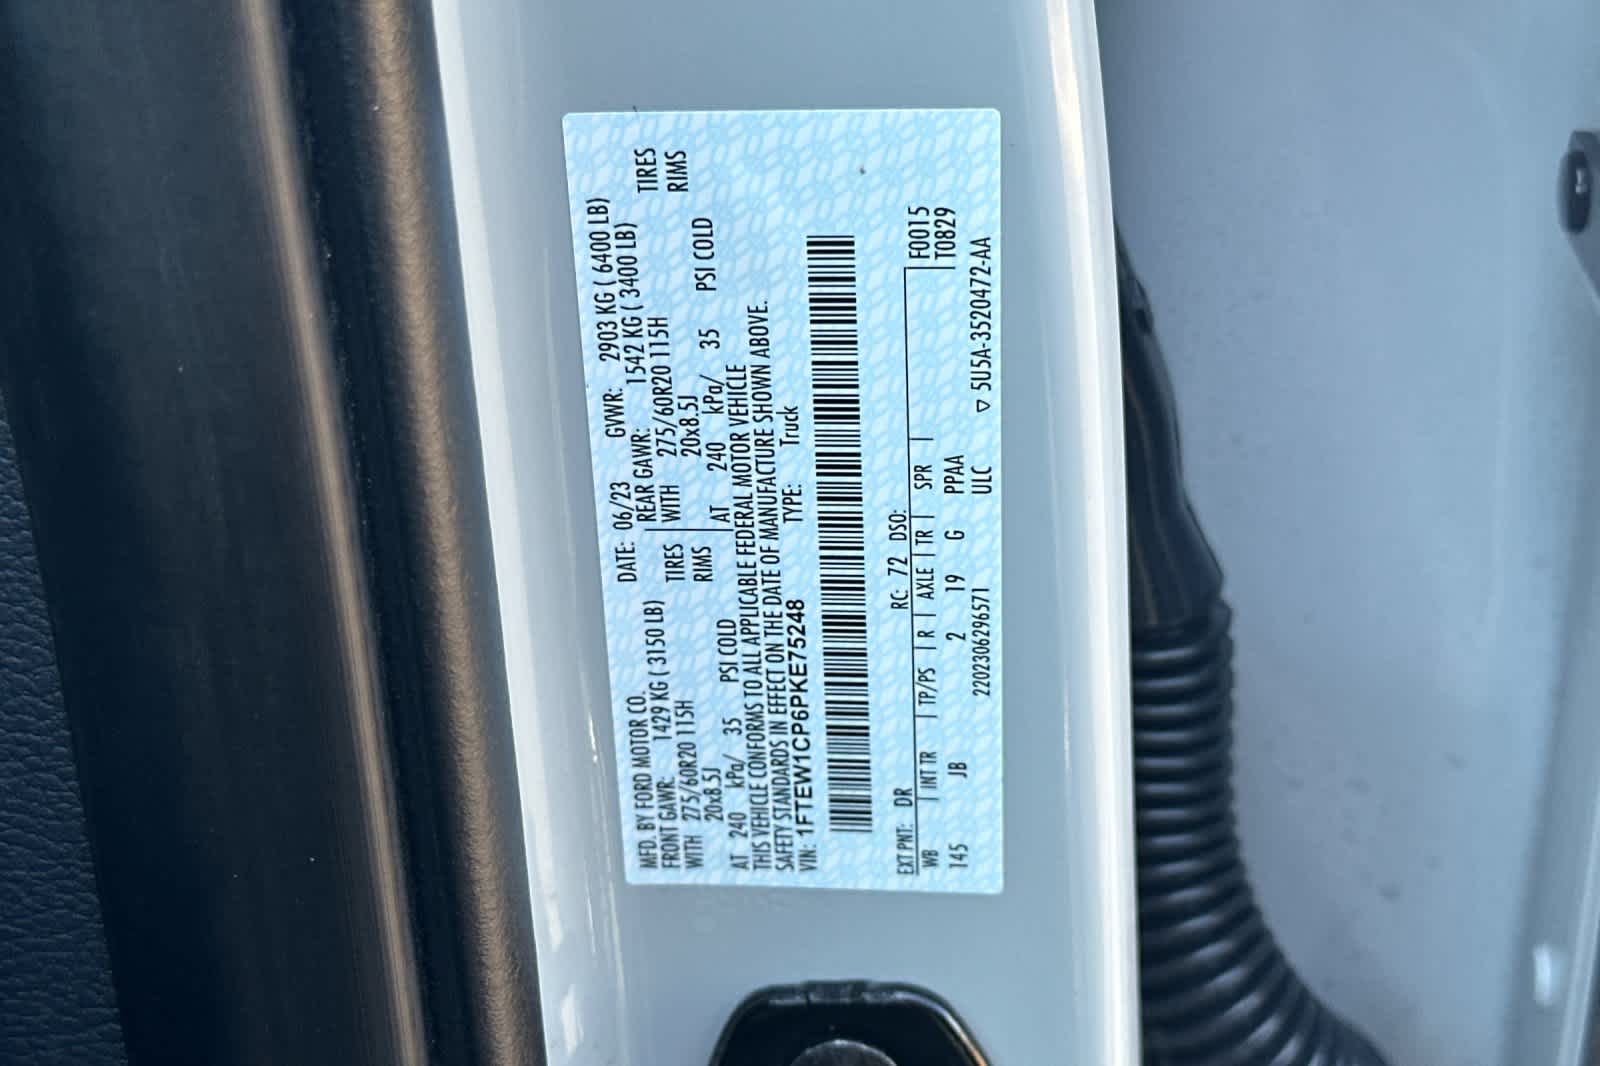 MFD. BY FORD MOTOR CO.
DATE: 06/23 GVWR: 2903 KG ( 6400 LB)
FRONT GAWR: 1429 KG ( 3150 LB) REAR GAWR: 1542 KG ( 3400 LB)
WITH 275/60R20 115H TIRES WITH 275/60R20 115H TIRES
20x8.5J RIMS 20x8.5J RIMS
AT 240 kPa/ 35 PSI COLD AT 240 kPa/ 35 PSI COLD
THIS VEHICLE CONFORMS TO ALL APPLICABLE FEDERAL MOTOR VEHICLE
SAFETY STANDARDS IN EFFECT ON THE DATE OF MANUFACTURE SHOWN ABOVE.
VIN: 1FTEW1CP6PKE75248 TYPE: Truck
EXT PNT: DR RC: 72 DSO: F0015
WB INT TR TP/PS R AXLE TR SPR T0829
145 JB 2 19 G PPAA
220230629657​1 ULC ▽ 5U5A-3520472-AA